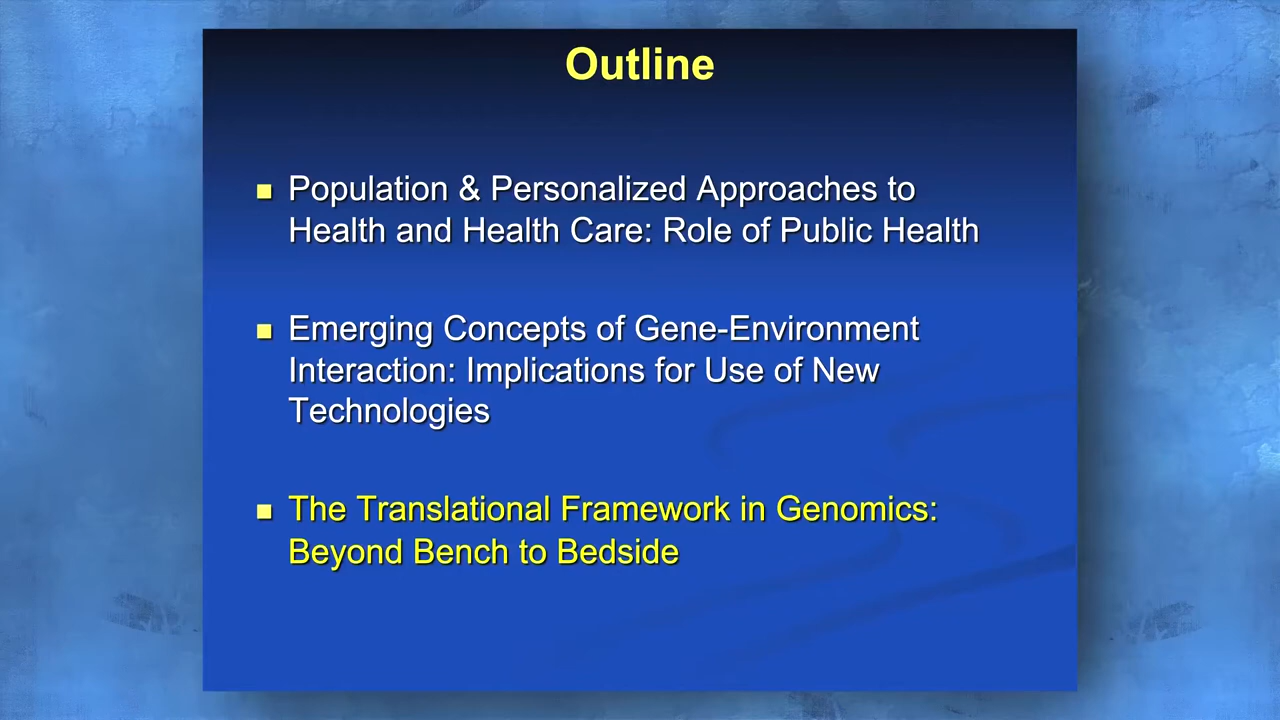 Outline
Population & Personalized Approaches to
Health and Health Care: Role of Public Health
Emerging Concepts of Gene-Environment
Interaction: Implications for Use of New
Technologies
The Translational Framework in Genomics:
Beyond Bench to Bedside